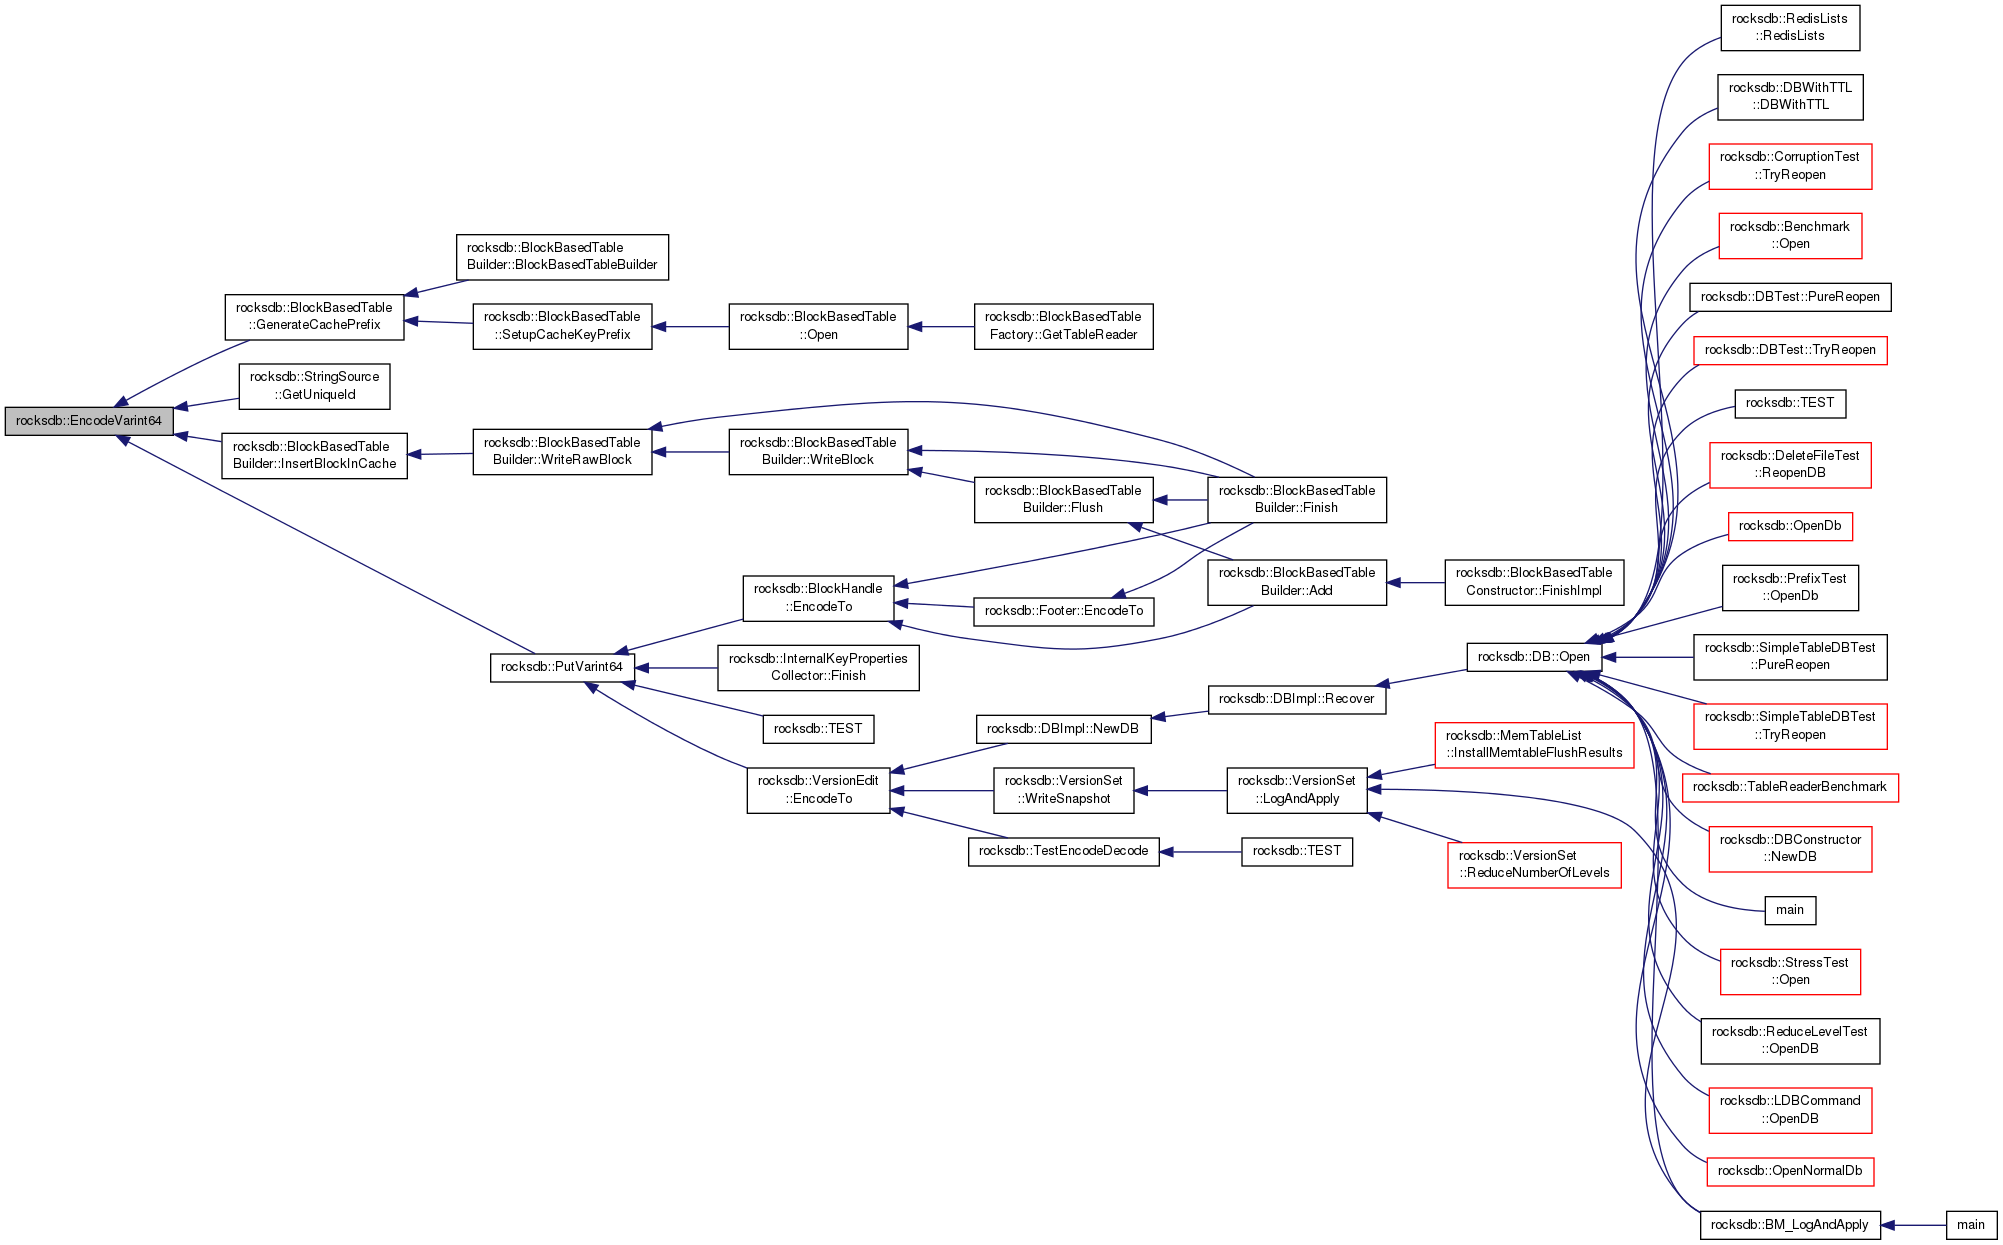 rocksdb::EncodeVarint64
rocksdb::BlockBasedTable
::GenerateCachePrefix
rocksdb::StringSource
::GetUniqueId
rocksdb::BlockBasedTable
Builder::InsertBlockInCache
rocksdb::BlockBasedTable
Builder::BlockBasedTableBuilder
rocksdb::BlockBasedTable
::SetupCacheKeyPrefix
rocksdb::BlockBasedTable
Builder::WriteRawBlock
rocksdb::PutVarint64
rocksdb::BlockBasedTable
::Open
rocksdb::BlockBasedTable
Builder::WriteBlock
rocksdb::BlockHandle
::EncodeTo
rocksdb::InternalKeyProperties
Collector::Finish
rocksdb::TEST
rocksdb::VersionEdit
::EncodeTo
rocksdb::BlockBasedTable
Factory::GetTableReader
rocksdb::BlockBasedTable
Builder::Flush
rocksdb::Footer::EncodeTo
rocksdb::DBImpl::NewDB
rocksdb::VersionSet
::WriteSnapshot
rocksdb::TestEncodeDecode
rocksdb::BlockBasedTable
Builder::Finish
rocksdb::BlockBasedTable
Builder::Add
rocksdb::DBImpl::Recover
rocksdb::VersionSet
::LogAndApply
rocksdb::TEST
rocksdb::BlockBasedTable
Constructor::FinishImpl
rocksdb::DB::Open
rocksdb::MemTableList
::InstallMemtableFlushResults
rocksdb::VersionSet
::ReduceNumberOfLevels
rocksdb::RedisLists
::RedisLists
rocksdb::DBWithTTL
::DBWithTTL
rocksdb::CorruptionTest
::TryReopen
rocksdb::Benchmark
::Open
rocksdb::DBTest::PureReopen
rocksdb::DBTest::TryReopen
rocksdb::TEST
rocksdb::DeleteFileTest
::ReopenDB
rocksdb::OpenDb
rocksdb::PrefixTest
::OpenDb
rocksdb::SimpleTableDBTest
::PureReopen
rocksdb::SimpleTableDBTest
::TryReopen
rocksdb::TableReaderBenchmark
rocksdb::DBConstructor
::NewDB
main
rocksdb::StressTest
::Open
rocksdb::ReduceLevelTest
::OpenDB
rocksdb::LDBCommand
::OpenDB
rocksdb::OpenNormalDb
rocksdb::BM_LogAndApply
main